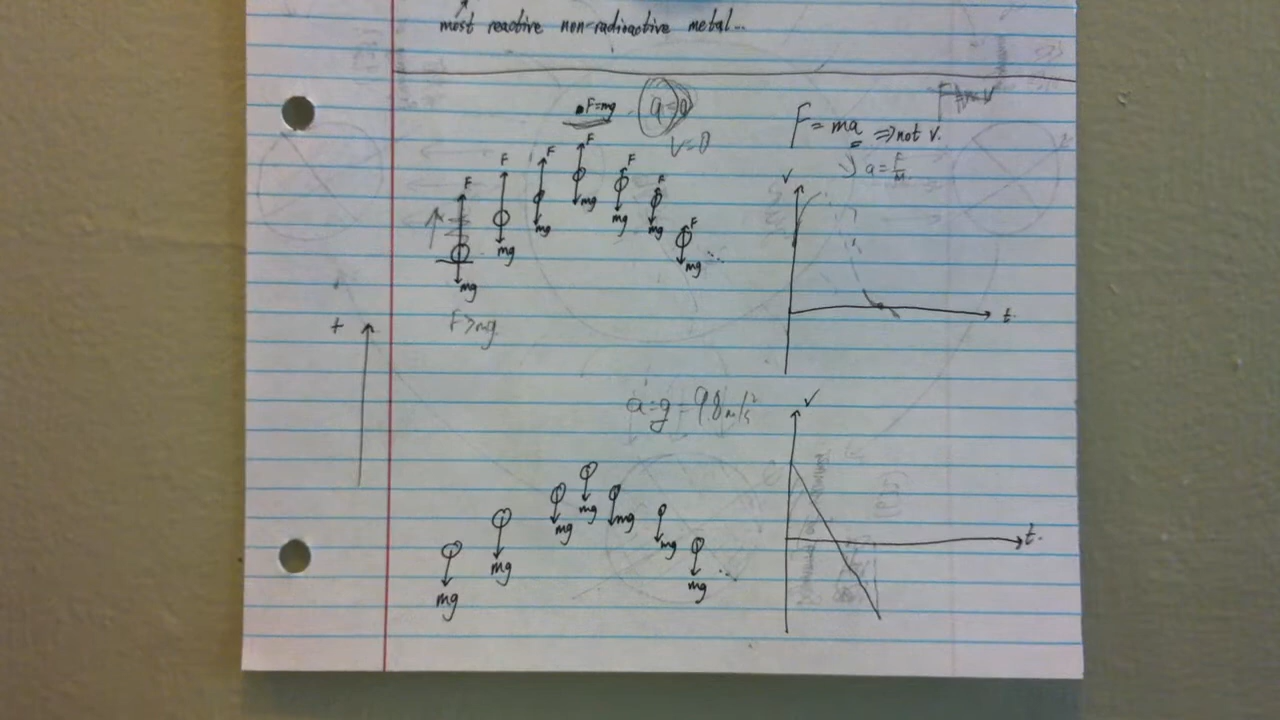 most reactive non-radioactive metal...
F=mg a=0
v=0
F=ma ⇒not v.
a=F/m.
F F F F F F F
mg mg mg mg mg mg mg
F>mg
v
t.
+
a=g=9.8m/s²
v
t.
mg mg mg mg mg mg mg